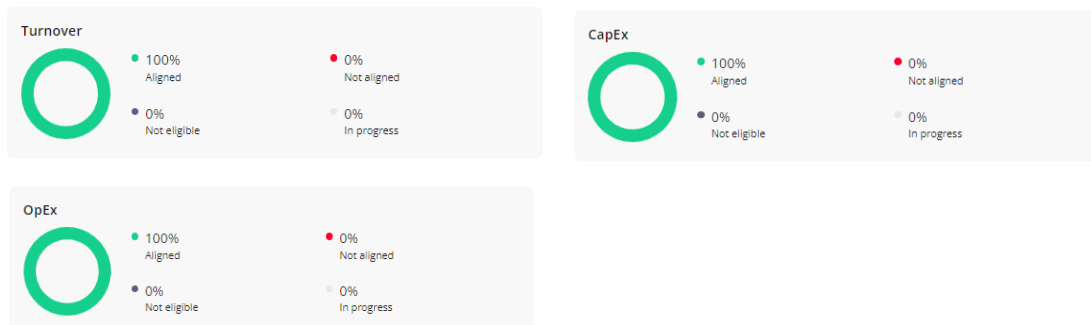 Turnover
100%
Aligned
0%
Not aligned
0%
Not eligible
0%
In progress
CapEx
100%
Aligned
0%
Not aligned
0%
Not eligible
0%
In progress
OpEx
100%
Aligned
0%
Not aligned
0%
Not eligible
0%
In progress